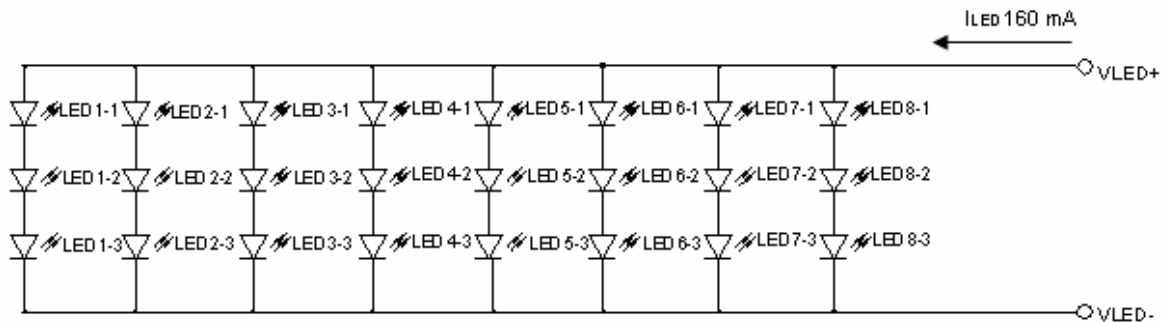 ILED 160 mA
VLED+
LED 1-1 LED 2-1 LED 3-1 LED 4-1 LED 5-1 LED 6-1 LED 7-1 LED 8-1
LED 1-2 LED 2-2 LED 3-2 LED 4-2 LED 5-2 LED 6-2 LED 7-2 LED 8-2
LED 1-3 LED 2-3 LED 3-3 LED 4-3 LED 5-3 LED 6-3 LED 7-3 LED 8-3
VLED-